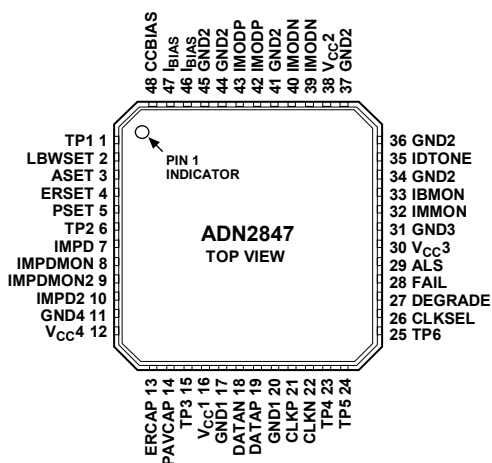 48 CCBIAS
47 IBIAS
46 IBIAS
45 GND2
44 GND2
43 IMODP
42 IMODP
41 GND2
40 IMODN
39 IMODN
38 VCC2
37 GND2
TP1 1
LBWSET 2
ASET 3
ERSET 4
PSET 5
TP2 6
IMPD 7
IMPDMON 8
IMPDMON2 9
IMPD2 10
GND4 11
VCC4 12
PIN 1
INDICATOR
ADN2847
TOP VIEW
36 GND2
35 IDTONE
34 GND2
33 IBMON
32 IMMON
31 GND3
30 VCC3
29 ALS
28 FAIL
27 DEGRADE
26 CLKSEL
25 TP6
ERCAP 13
PAVCAP 14
TP3 15
VCC1 16
GND1 17
DATAN 18
DATAP 19
GND1 20
CLKP 21
CLKN 22
TP4 23
TP5 24